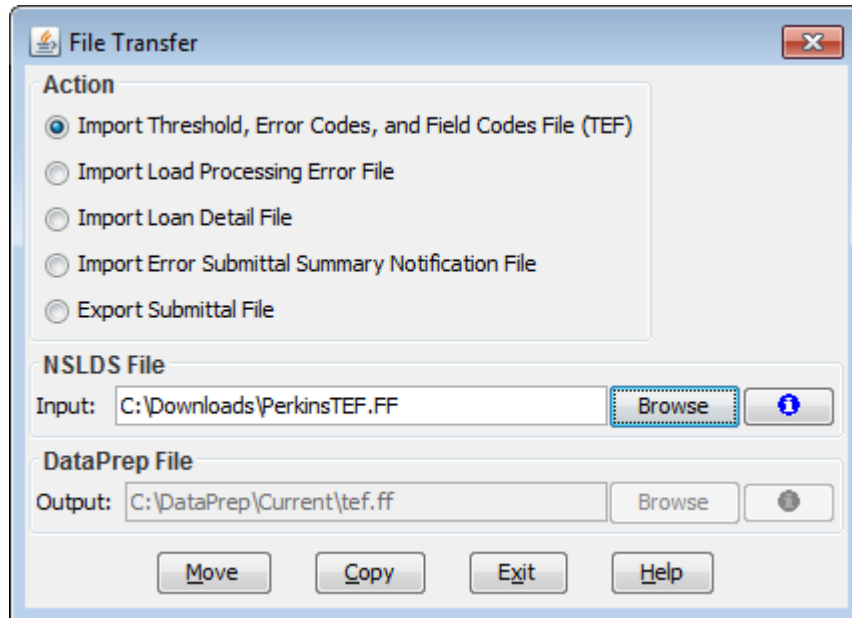 File Transfer
Action
Import Threshold, Error Codes, and Field Codes File (TEF)
Import Load Processing Error File
Import Loan Detail File
Import Error Submittal Summary Notification File
Export Submittal File
NSLDS File
Input: C:\Downloads\PerkinsTEF.FF Browse
DataPrep File
Output: C:\DataPrep\Current\tef.ff Browse
Move Copy Exit Help